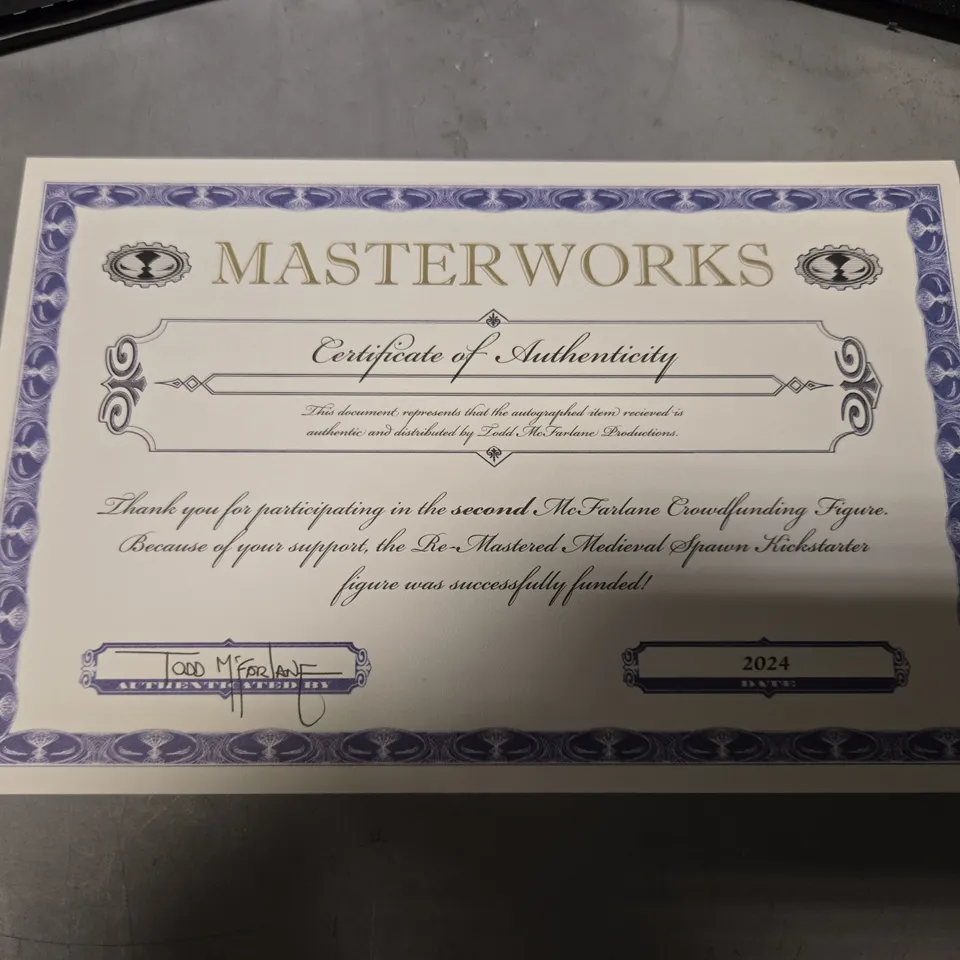 MASTERWORKS
Certificate of Authenticity
This document represents that the autographed item recieved is
authentic and distributed by Todd McFarlane Productions.
Thank you for participating in the second McFarlane Crowdfunding Figure.
Because of your support, the Re-Mastered Medieval Spawn Kickstarter
figure was successfully funded!
TODD McFARLANE
AUTHENTICATED BY
2024
DATE